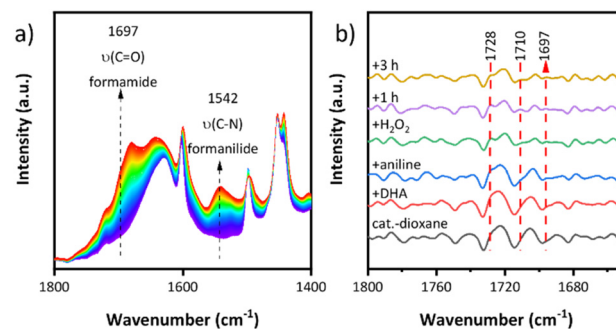 a)
1697
υ(C=O)
formamide
1542
υ(C-N)
formanilide
Intensity (a.u.)
1800
1600
1400
Wavenumber (cm⁻¹)
b)
1728
1710
1697
+3 h
+1 h
+H₂O₂
+aniline
+DHA
cat.-dioxane
Intensity (a.u.)
1800
1760
1720
1680
Wavenumber (cm⁻¹)